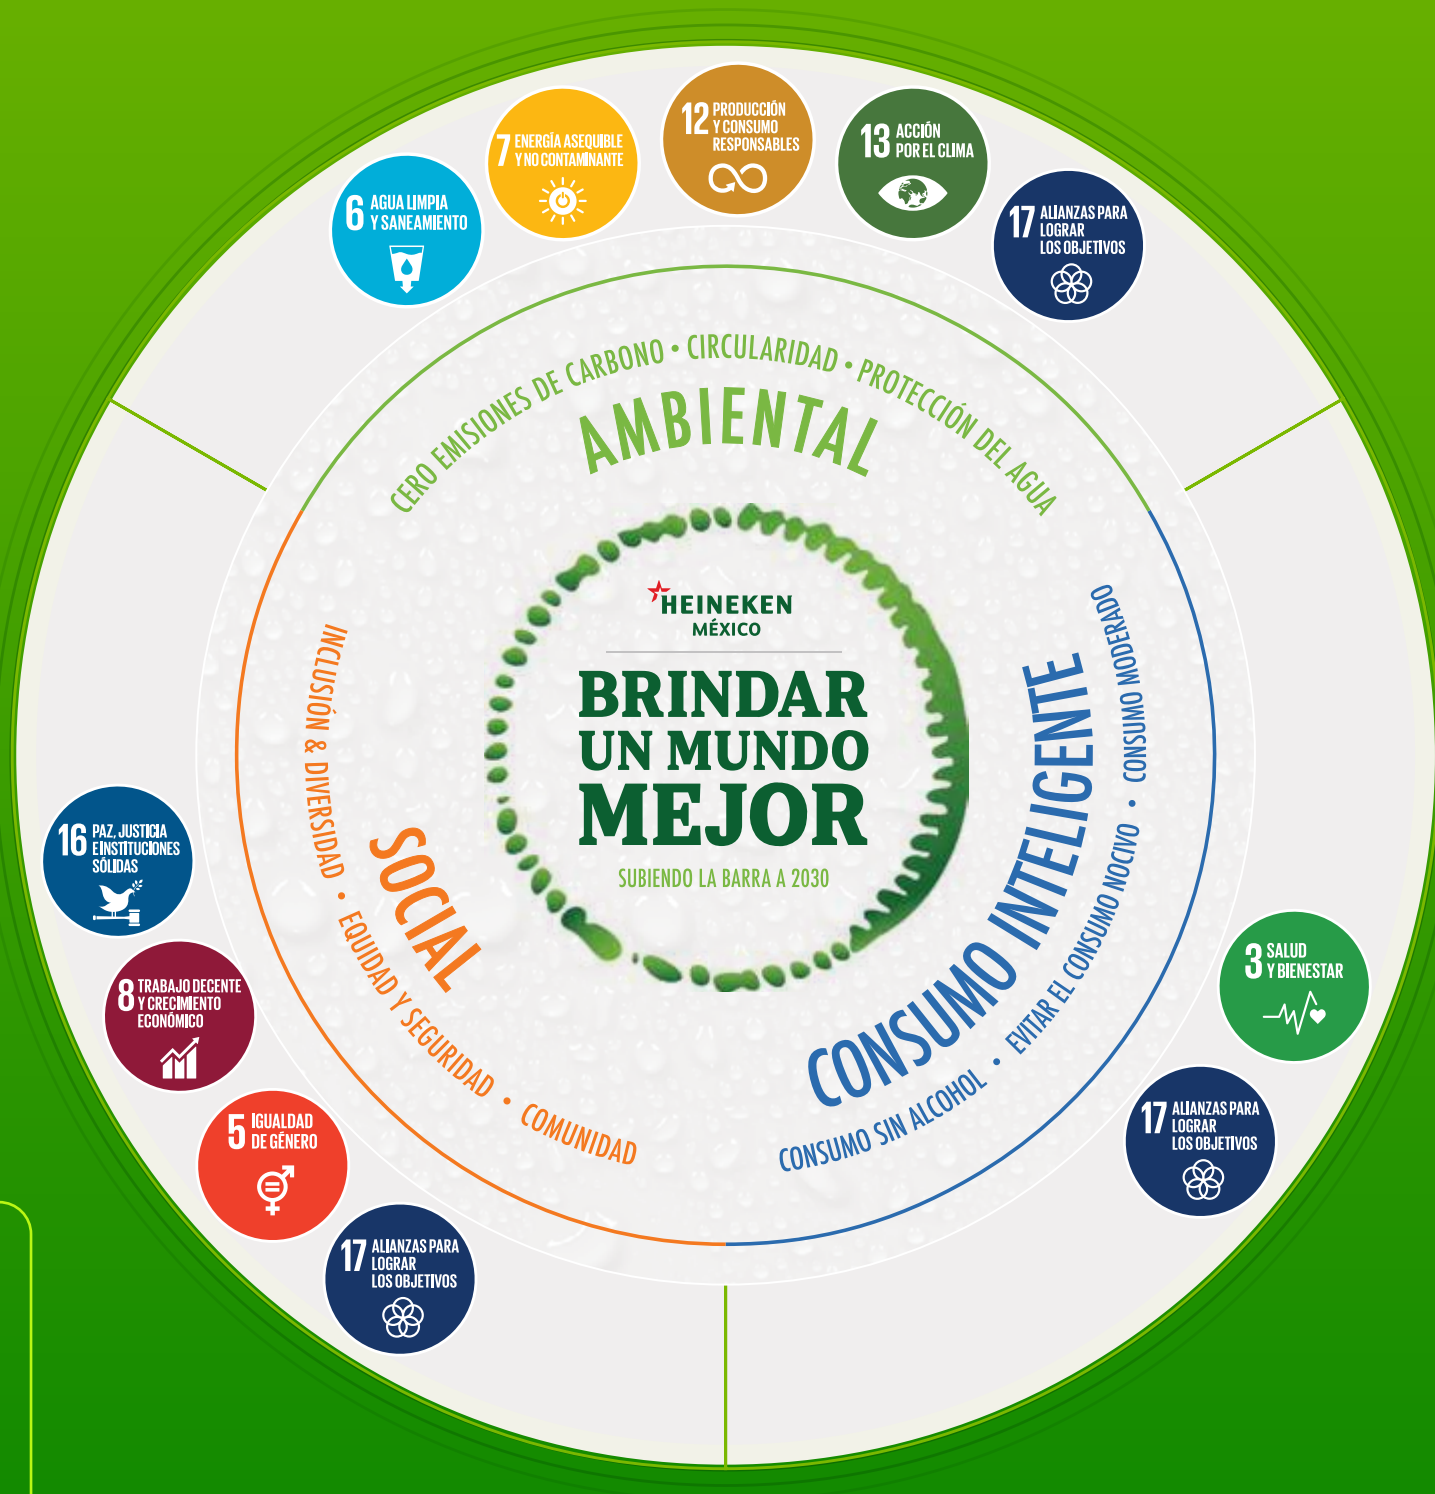 12 PRODUCCIÓN
Y CONSUMO
RESPONSABLES
7 ENERGÍA ASEQUIBLE
Y NO CONTAMINANTE
13 ACCIÓN
POR EL CLIMA
6 AGUA LIMPIA
Y SANEAMIENTO
17 ALIANZAS PARA
LOGRAR
LOS OBJETIVOS
CERO EMISIONES DE CARBONO • CIRCULARIDAD • PROTECCIÓN DEL AGUA
AMBIENTAL
HEINEKEN
MÉXICO
BRINDAR
UN MUNDO
MEJOR
SUBIENDO LA BARRA A 2030
INCLUSIÓN & DIVERSIDAD • EQUIDAD Y SEGURIDAD • COMUNIDAD
SOCIAL
CONSUMO INTELIGENTE
CONSUMO SIN ALCOHOL • EVITAR EL CONSUMO NOCIVO • CONSUMO MODERADO
16 PAZ, JUSTICIA
E INSTITUCIONES
SÓLIDAS
8 TRABAJO DECENTE
Y CRECIMIENTO
ECONÓMICO
5 IGUALDAD
DE GÉNERO
17 ALIANZAS PARA
LOGRAR
LOS OBJETIVOS
3 SALUD
Y BIENESTAR
17 ALIANZAS PARA
LOGRAR
LOS OBJETIVOS